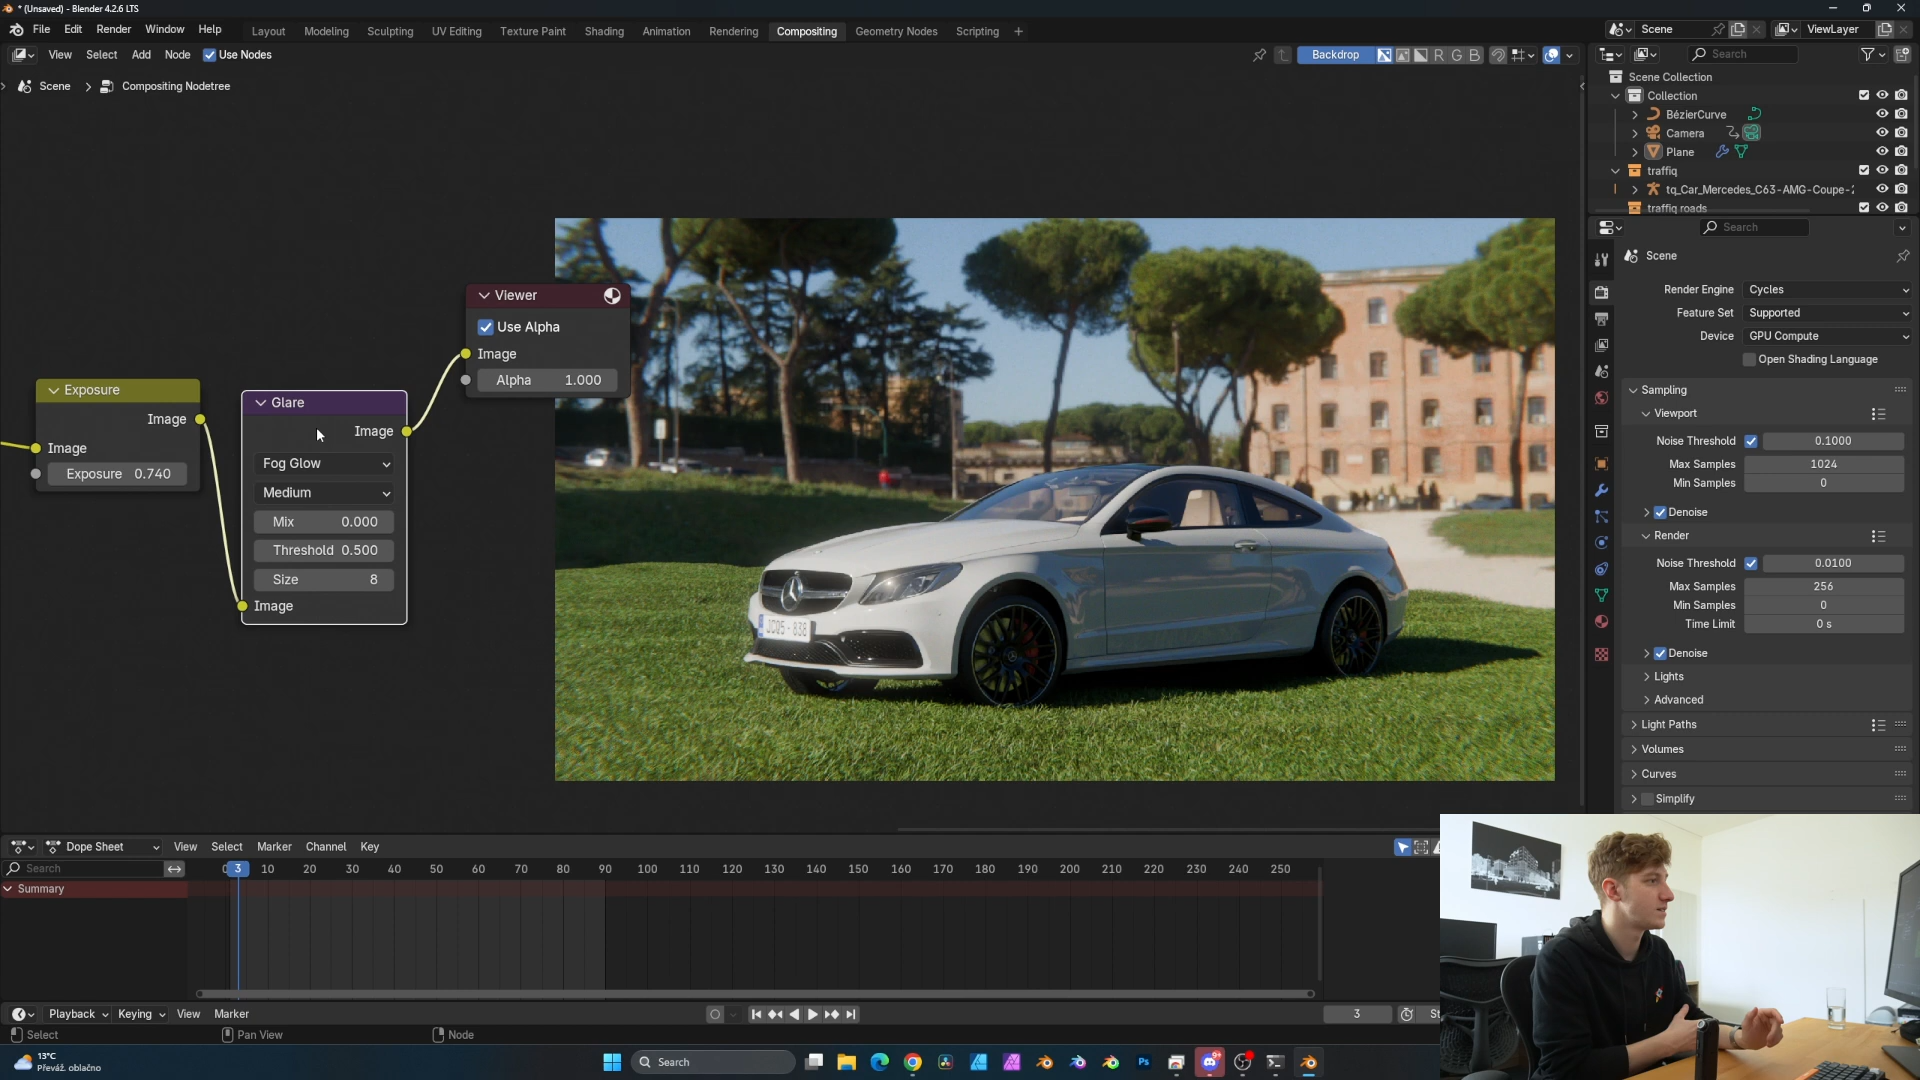 * (Unsaved) - Blender 4.2.6 LTS
File Edit Render Window Help Layout Modeling Sculpting UV Editing Texture Paint Shading Animation Rendering Compositing Geometry Nodes Scripting +
Scene ViewLayer
View Select Add Node Use Nodes
Backdrop R G B
Search
Scene > Compositing Nodetree
Scene Collection
Collection
BézierCurve
Camera
Plane
traffiq
tq_Car_Mercedes_C63-AMG-Coupe-2
traffiq roads
Exposure
Image
Image
Exposure 0.740
Glare
Image
Fog Glow
Medium
Mix 0.000
Threshold 0.500
Size 8
Image
Viewer
Use Alpha
Image
Alpha 1.000
Search
Scene
Render Engine Cycles
Feature Set Supported
Device GPU Compute
Open Shading Language
Sampling
Viewport
Noise Threshold 0.1000
Max Samples 1024
Min Samples 0
Denoise
Render
Noise Threshold 0.0100
Max Samples 256
Min Samples 0
Time Limit 0 s
Denoise
Lights
Advanced
Light Paths
Volumes
Curves
Simplify
Dope Sheet View Select Marker Channel Key
Search
3 10 20 30 40 50 60 70 80 90 100 110 120 130 140 150 160 170 180 190 200 210 220 230 240 250
Summary
Playback Keying View Marker
3 St
Select Pan View Node
13°C
Převáž. oblačno
Search
Ps